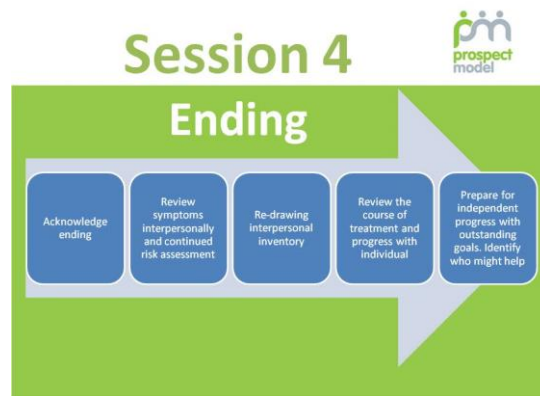 Session 4
prospect
model
Ending
Acknowledge
ending
Review
symptoms
interpersonally
and continued
risk assessment
Re-drawing
interpersonal
inventory
Review the
course of
treatment and
progress with
individual
Prepare for
independent
progress with
outstanding
goals. Identify
who might help